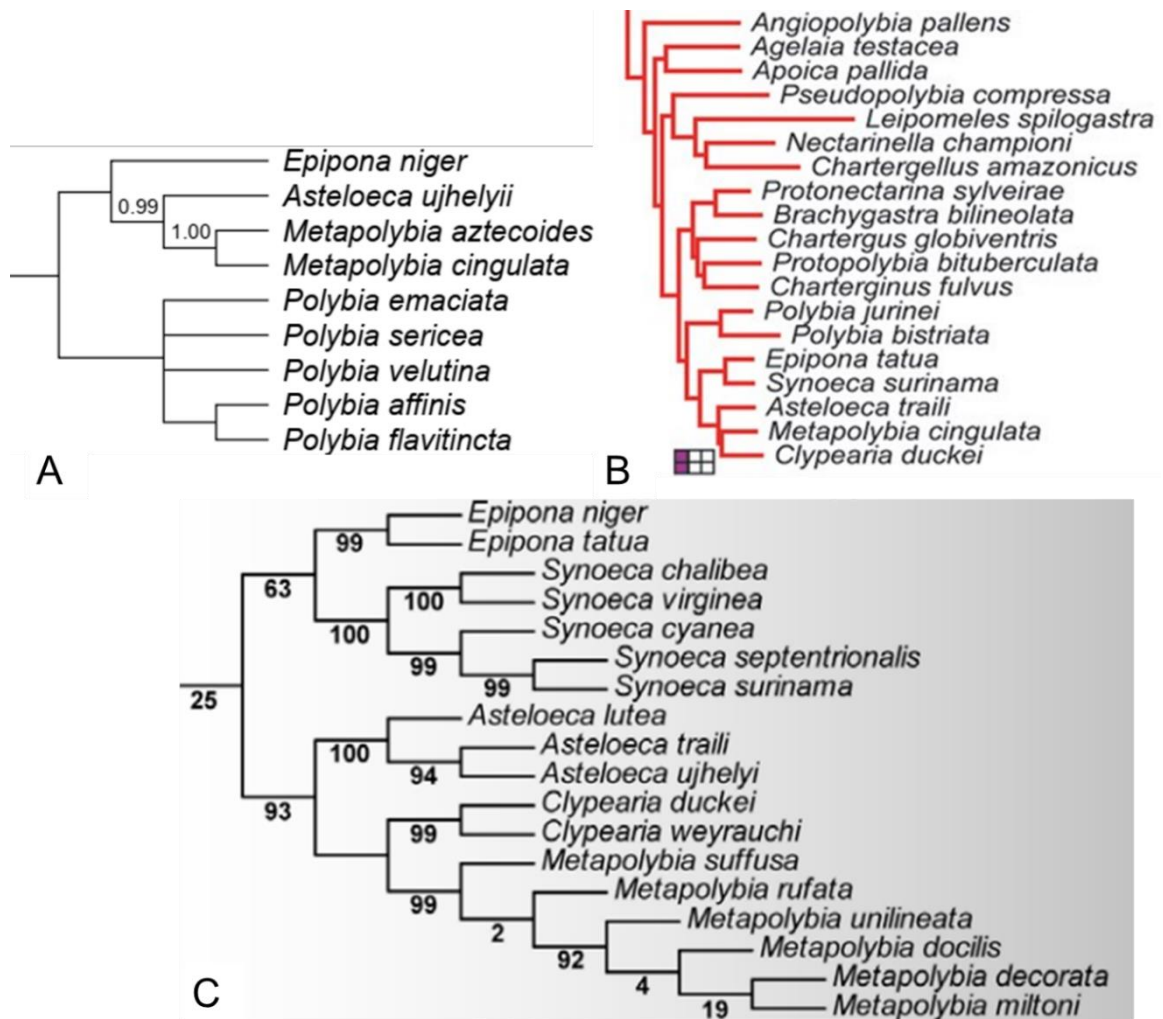 Epipona niger
Asteloeca ujhelyii
0.99
Metapolybia aztecoides
1.00
Metapolybia cingulata
Polybia emaciata
Polybia sericea
Polybia velutina
Polybia affinis
Polybia flavitincta
A
Angiopolybia pallens
Agelaia testacea
Apoica pallida
Pseudopolybia compressa
Leipomeles spilogastra
Nectarinella championi
Chartergellus amazonicus
Protonectarina sylveirae
Brachygastra bilineolata
Chartergus globiventris
Protopolybia bituberculata
Charterginus fulvus
Polybia jurinei
Polybia bistriata
Epipona tatua
Synoeca surinama
Asteloeca traili
Metapolybia cingulata
Clypearia duckei
B
Epipona niger
99
Epipona tatua
Synoeca chalibea
63
100
Synoeca virginea
100
Synoeca cyanea
99
Synoeca septentrionalis
99
Synoeca surinama
25
Asteloeca lutea
100
Asteloeca traili
94
Asteloeca ujhelyi
93
Clypearia duckei
99
Clypearia weyrauchi
Metapolybia suffusa
99
Metapolybia rufata
2
Metapolybia unilineata
92
Metapolybia docilis
4
Metapolybia decorata
19
Metapolybia miltoni
C